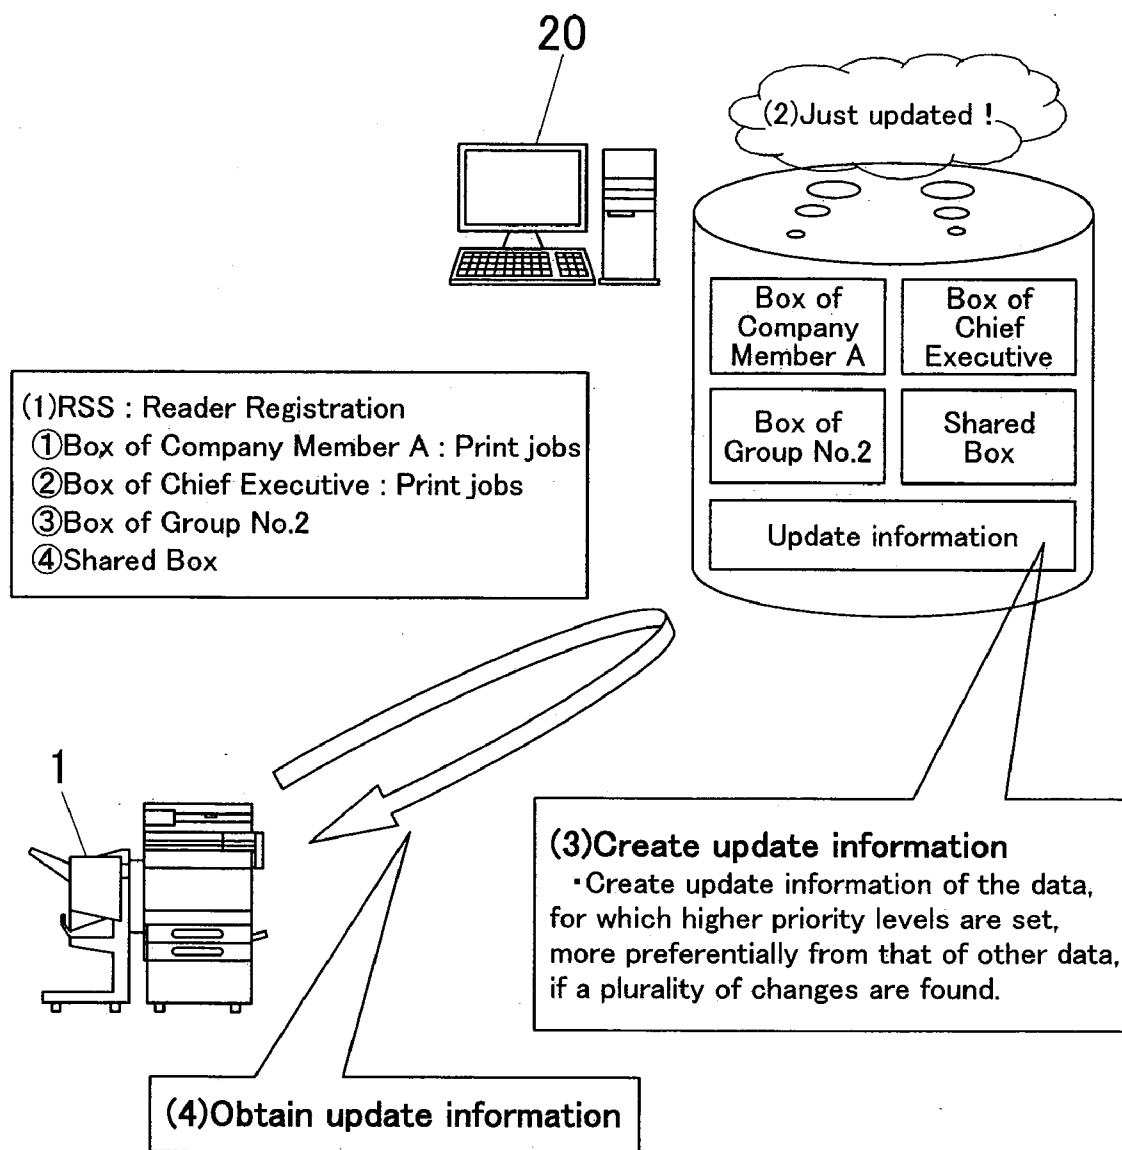 20
(2)Just updated !
Box of
Company
Member A
Box of
Chief
Executive
Box of
Group No.2
Shared
Box
Update information
(1)RSS : Reader Registration
①Box of Company Member A : Print jobs
②Box of Chief Executive : Print jobs
③Box of Group No.2
④Shared Box
1
(3)Create update information
・Create update information of the data,
for which higher priority levels are set,
more preferentially from that of other data,
if a plurality of changes are found.
(4)Obtain update information